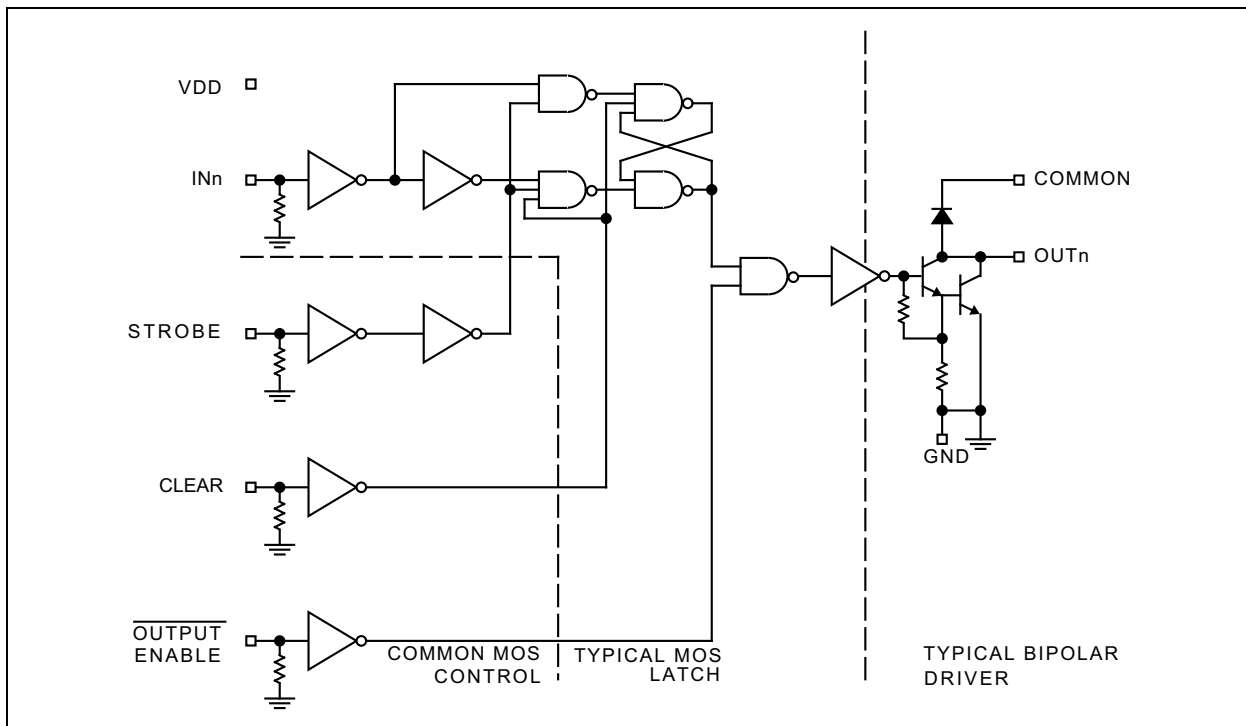 VDD
INn
COMMON
OUTn
STROBE
GND
CLEAR
OUTPUT
ENABLE
COMMON MOS
CONTROL
TYPICAL MOS
LATCH
TYPICAL BIPOLAR
DRIVER